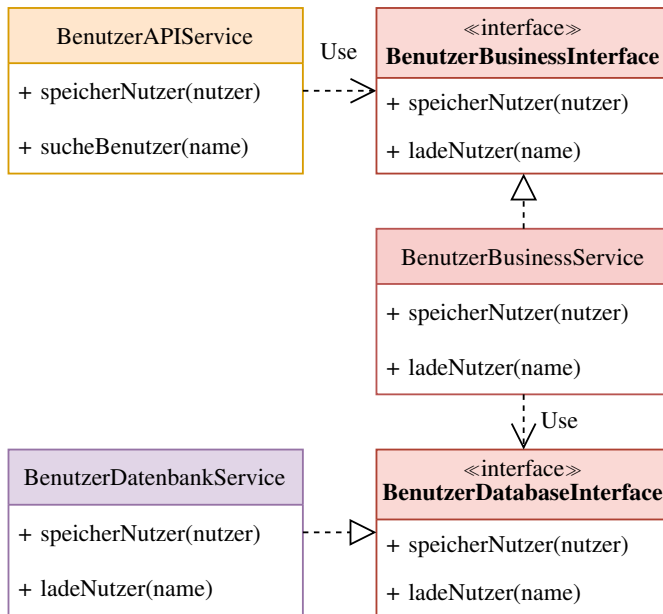 BenutzerAPIService
+ speicherNutzer(nutzer)
+ sucheBenutzer(name)
Use
≪interface≫
BenutzerBusinessInterface
+ speicherNutzer(nutzer)
+ ladeNutzer(name)
BenutzerBusinessService
+ speicherNutzer(nutzer)
+ ladeNutzer(name)
Use
BenutzerDatenbankService
+ speicherNutzer(nutzer)
+ ladeNutzer(name)
≪interface≫
BenutzerDatabaseInterface
+ speicherNutzer(nutzer)
+ ladeNutzer(name)